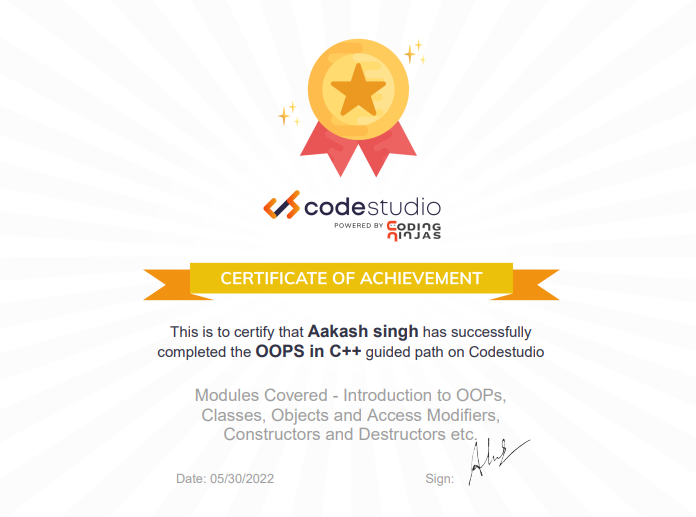 codestudio
POWERED BY CODING NINJAS
CERTIFICATE OF ACHIEVEMENT
This is to certify that Aakash singh has successfully
completed the OOPS in C++ guided path on Codestudio
Modules Covered - Introduction to OOPs,
Classes, Objects and Access Modifiers,
Constructors and Destructors etc.
Date: 05/30/2022 Sign: